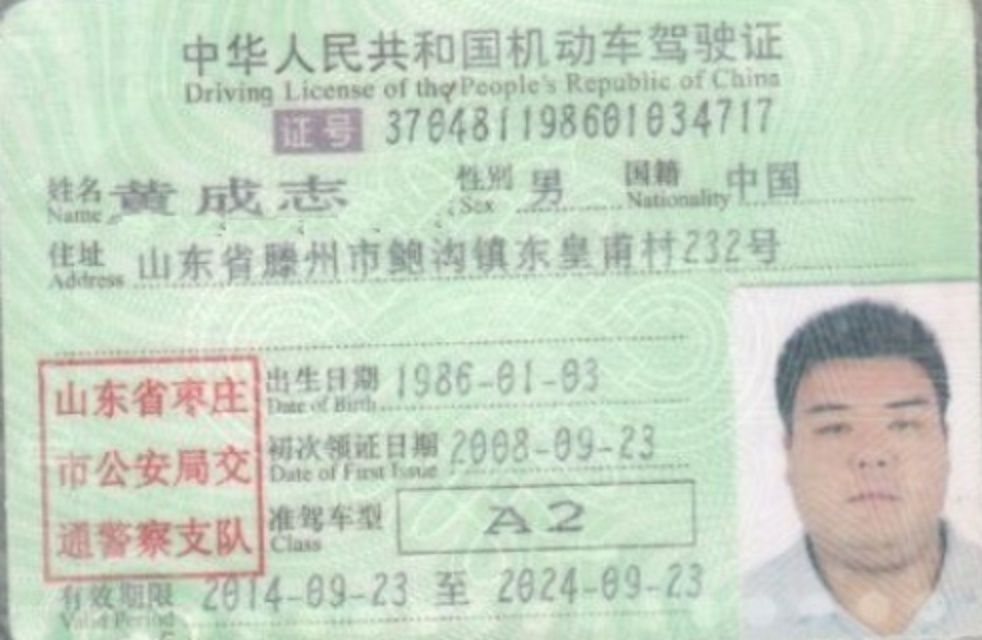 中华人民共和国机动车驾驶证
Driving License of the People's Republic of China
证号 370481198601034717
姓名 黄成志 性别 男 国籍 中国
Name Sex Nationality
住址 山东省滕州市鲍沟镇东皇甫村232号
Address
山东省枣庄
市公安局交
通警察支队
出生日期 1986-01-03
Date of Birth
初次领证日期 2008-09-23
Date of First Issue
准驾车型 A2
Class
有效期限 2014-09-23 至 2024-09-23
Valid Period